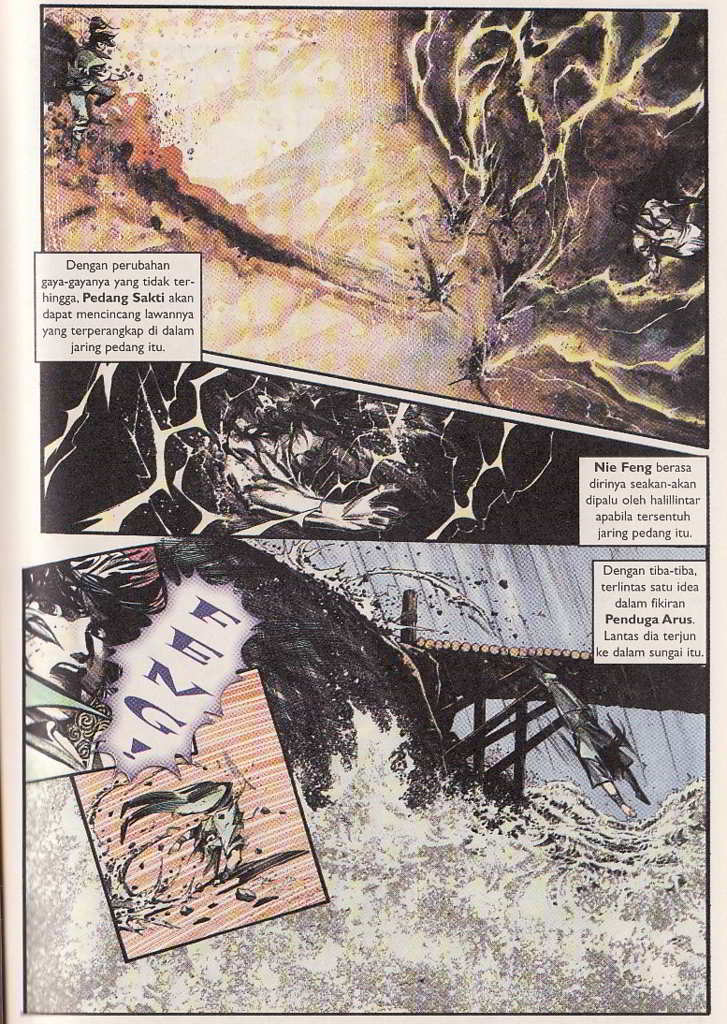 Dengan perubahan
gaya-gayanya yang tidak ter-
hingga, Pedang Sakti akan
dapat mencincang lawannya
yang terperangkap di dalam
jaring pedang itu.
Nie Feng berasa
dirinya seakan-akan
dipalu oleh halillintar
apabila tersentuh
jaring pedang itu.
Dengan tiba-tiba,
terlintas satu idea
dalam fikiran
Penduga Arus.
Lantas dia terjun
ke dalam sungai itu.
FENG!